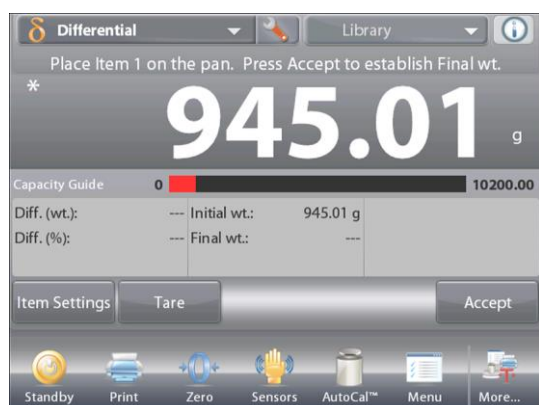 δ Differential Library i
Place Item 1 on the pan. Press Accept to establish Final wt.
* 945.01 g
Capacity Guide 0 10200.00
Diff. (wt.): --- Initial wt.: 945.01 g
Diff. (%): --- Final wt.: ---
Item Settings Tare Accept
Standby Print Zero Sensors AutoCal™ Menu More...